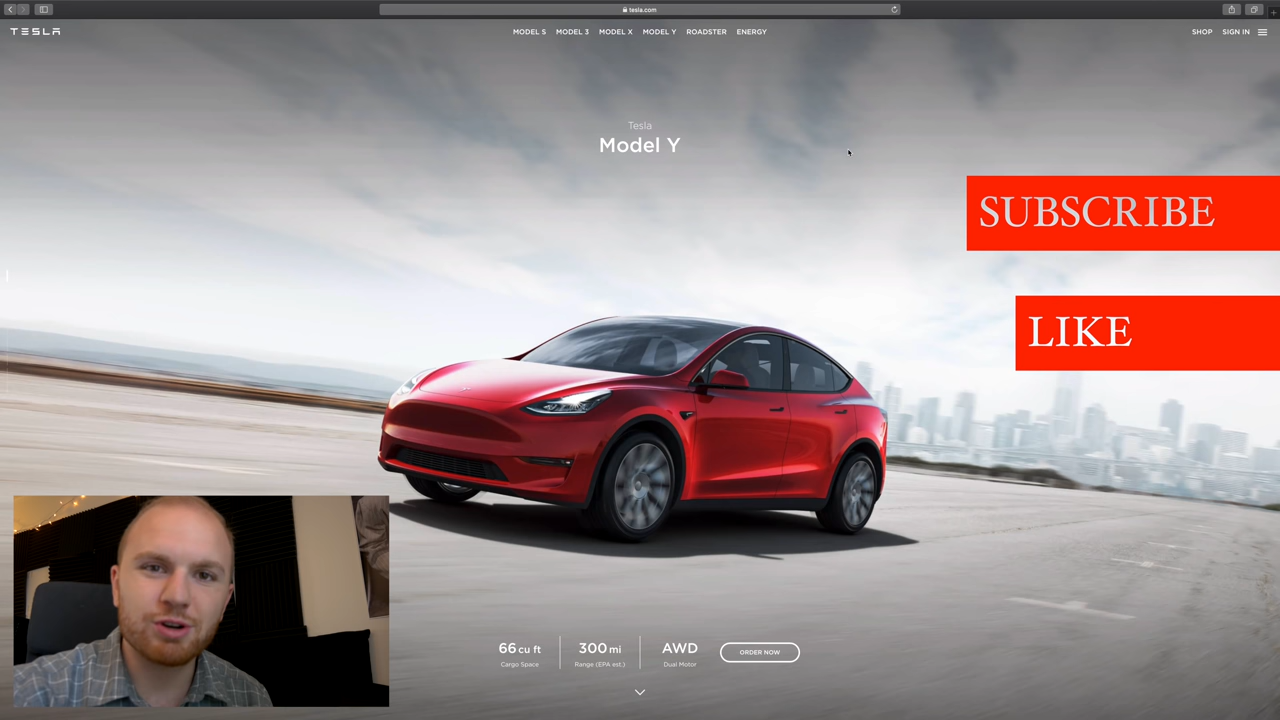 tesla.com
TESLA
MODEL S MODEL 3 MODEL X MODEL Y ROADSTER ENERGY
SHOP SIGN IN
Tesla
Model Y
SUBSCRIBE
LIKE
66 cu ft
Cargo Space
300 mi
Range (EPA est.)
AWD
Dual Motor
ORDER NOW